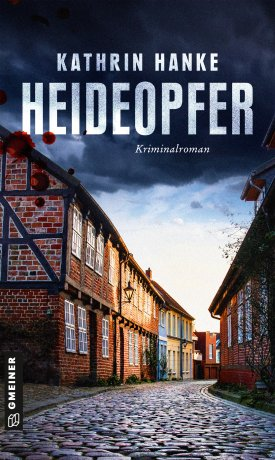 KATHRIN HANKE
HEIDEOPFER
Kriminalroman
GMEINER